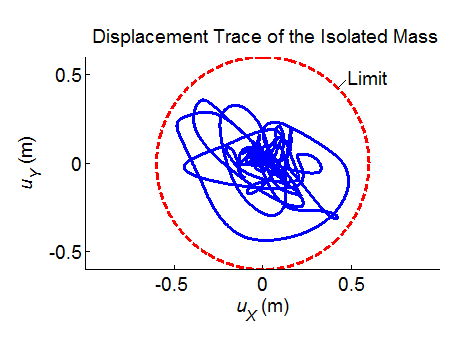 Displacement Trace of the Isolated Mass
0.5
Limit
0
-0.5
u_Y (m)
-0.5 0 0.5
u_X (m)